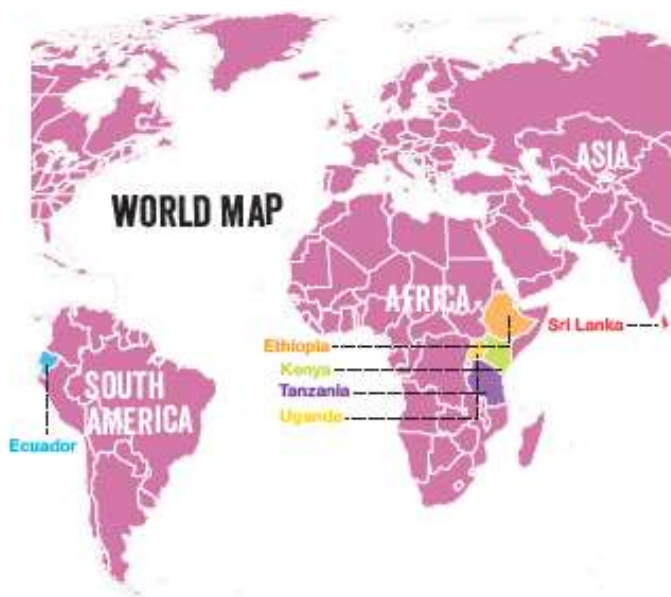 ASIA
WORLD MAP
AFRICA
Sri Lanka
Ethiopia
Kenya
Tanzania
Uganda
SOUTH
AMERICA
Ecuador